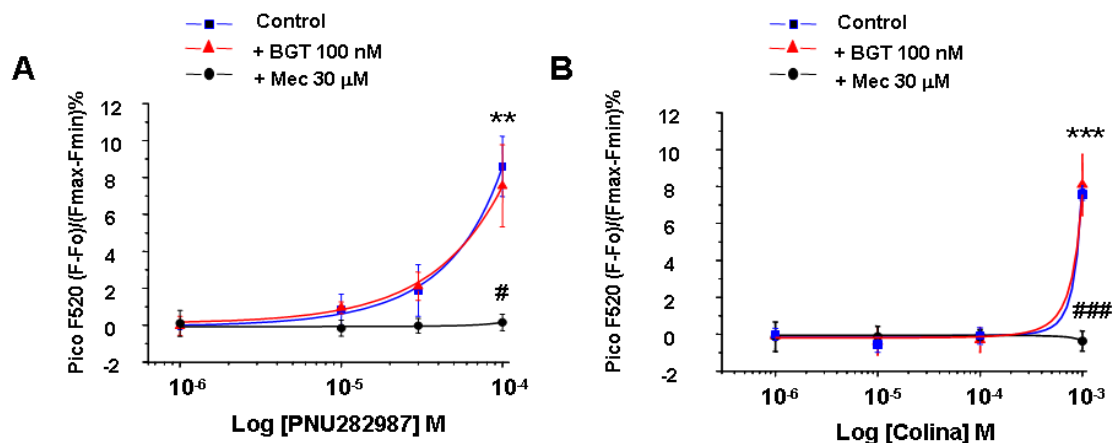 A
Control
+ BGT 100 nM
+ Mec 30 μM
Pico F520 (F-Fo)/(Fmax-Fmin)%
12
10
8
6
4
2
0
-2
**
#
10-6
10-5
10-4
Log [PNU282987] M
B
Control
+ BGT 100 nM
+ Mec 30 μM
Pico F520 (F-Fo)/(Fmax-Fmin)%
12
10
8
6
4
2
0
-2
***
###
10-6
10-5
10-4
10-3
Log [Colina] M